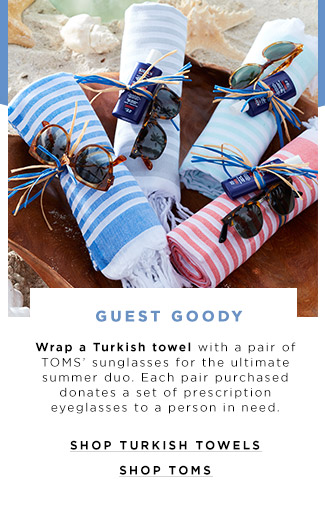 GUEST GOODY
Wrap a Turkish towel with a pair of
TOMS' sunglasses for the ultimate
summer duo. Each pair purchased
donates a set of prescription
eyeglasses to a person in need.
SHOP TURKISH TOWELS
SHOP TOMS